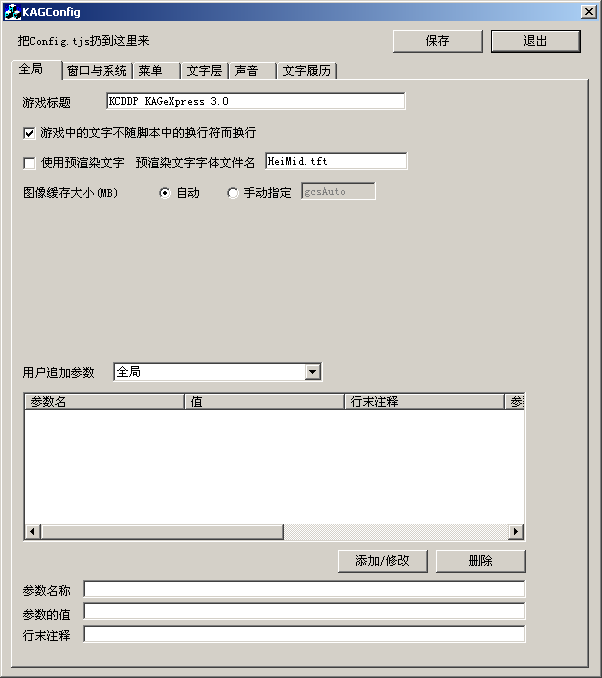 KAGConfig
把Config.tjs扔到这里来 保存 退出
全局 窗口与系统 菜单 文字层 声音 文字履历
游戏标题 KCDDP KAGeXpress 3.0
游戏中的文字不随脚本中的换行符而换行
使用预渲染文字 预渲染文字字体文件名 HeiMid.tft
图像缓存大小(MB) 自动 手动指定 gcsAuto
用户追加参数 全局
参数名 值 行末注释
添加/修改 删除
参数名称
参数的值
行末注释